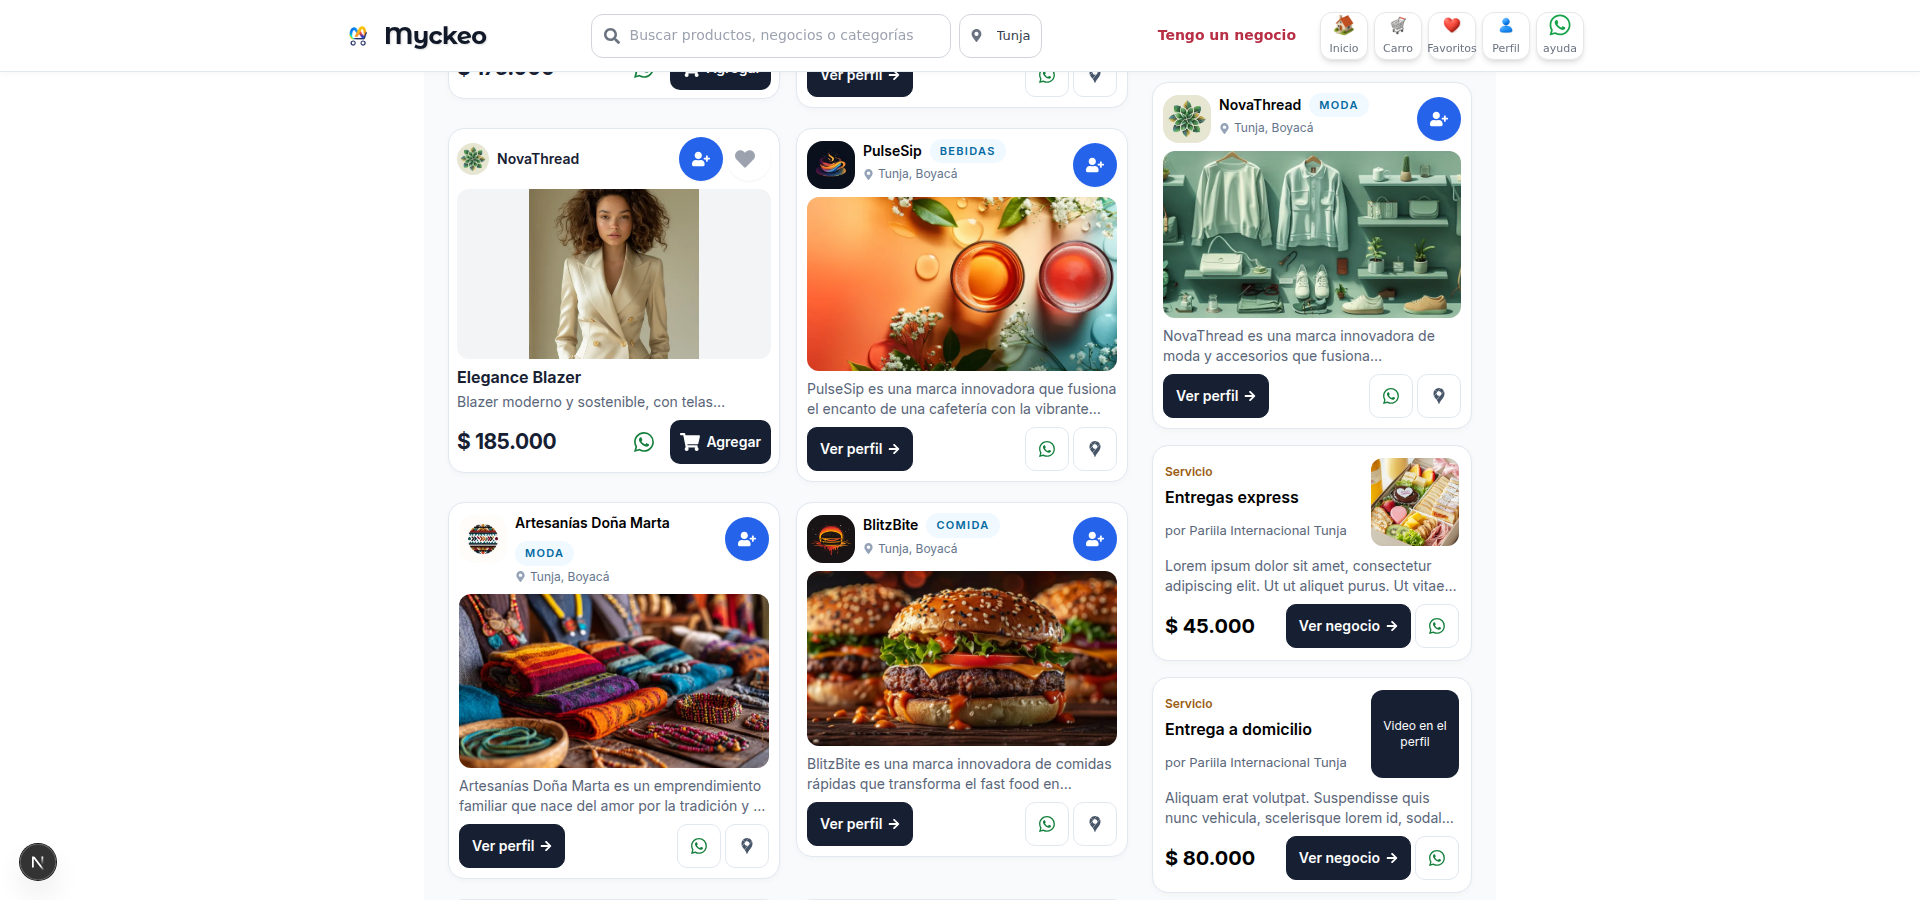 Myckeo
Buscar productos, negocios o categorías
Tunja
Tengo un negocio
Inicio
Carro
Favoritos
Perfil
ayuda
Agregar
Ver perfil →
NovaThread
Elegance Blazer
Blazer moderno y sostenible, con telas...
$ 185.000
Agregar
Artesanías Doña Marta
MODA
Tunja, Boyacá
Artesanías Doña Marta es un emprendimiento
familiar que nace del amor por la tradición y ...
Ver perfil →
PulseSip BEBIDAS
Tunja, Boyacá
PulseSip es una marca innovadora que fusiona
el encanto de una cafetería con la vibrante...
Ver perfil →
BlitzBite COMIDA
Tunja, Boyacá
BlitzBite es una marca innovadora de comidas
rápidas que transforma el fast food en...
Ver perfil →
NovaThread MODA
Tunja, Boyacá
NovaThread es una marca innovadora de
moda y accesorios que fusiona...
Ver perfil →
Servicio
Entregas express
por Pariila Internacional Tunja
Lorem ipsum dolor sit amet, consectetur
adipiscing elit. Ut ut aliquet purus. Ut vitae...
$ 45.000
Ver negocio →
Servicio
Entrega a domicilio
por Pariila Internacional Tunja
Video en el
perfil
Aliquam erat volutpat. Suspendisse quis
nunc vehicula, scelerisque lorem id, sodal...
$ 80.000
Ver negocio →
N